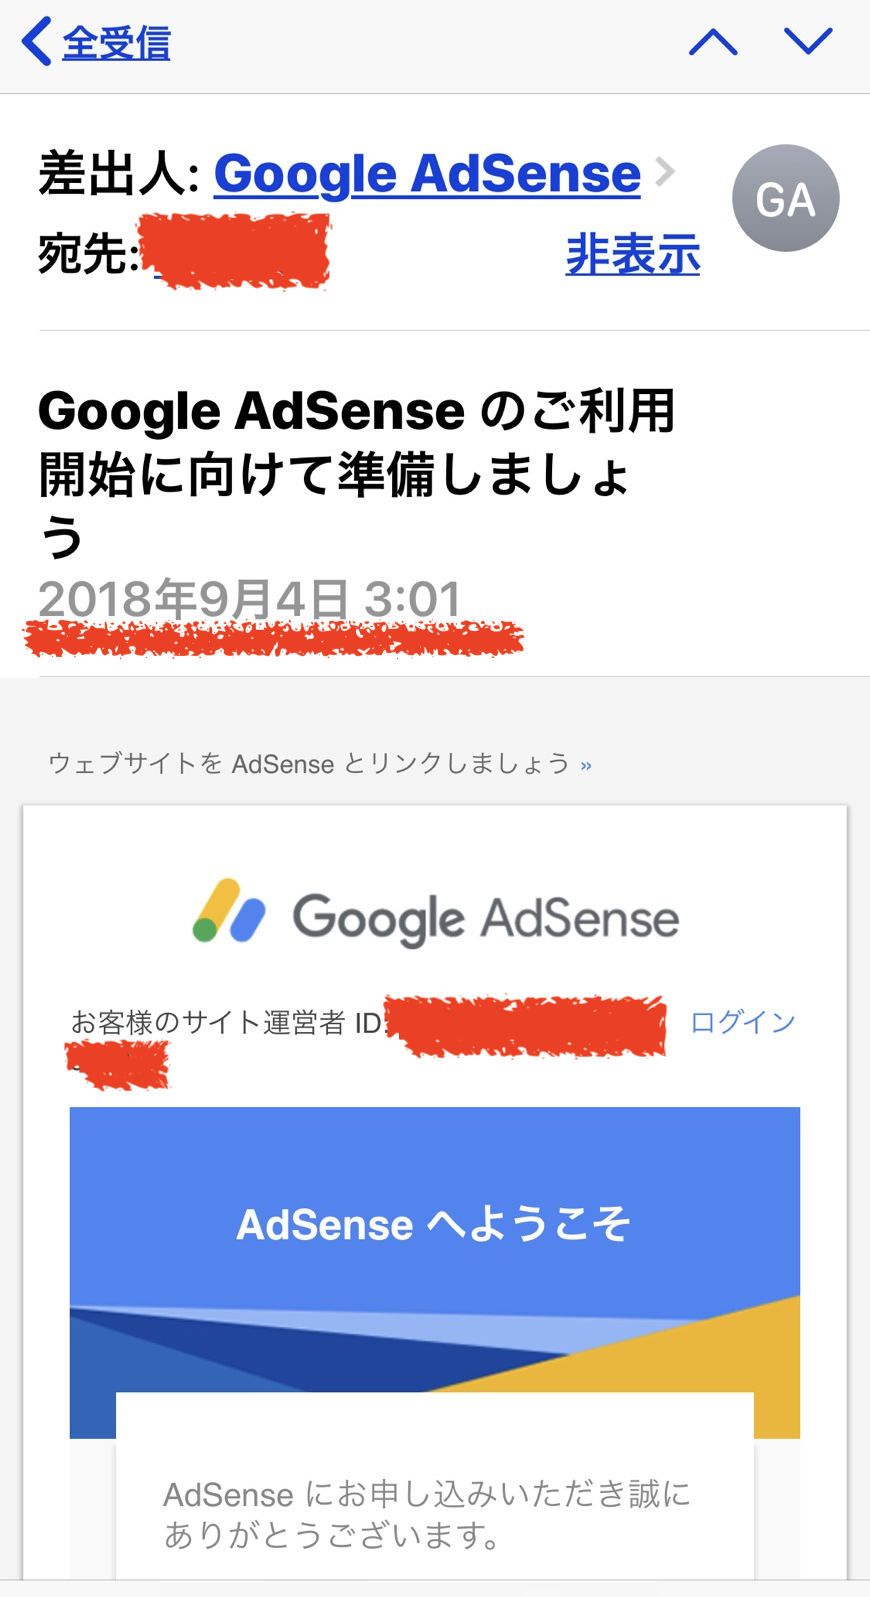 全受信
差出人: Google AdSense
GA
宛先:
非表示
Google AdSense のご利用
開始に向けて準備しましょ
う
2018年9月4日 3:01
ウェブサイトを AdSense とリンクしましょう »
Google AdSense
お客様のサイト運営者 ID:
ログイン
AdSense へようこそ
AdSense にお申し込みいただき誠に
ありがとうございます。